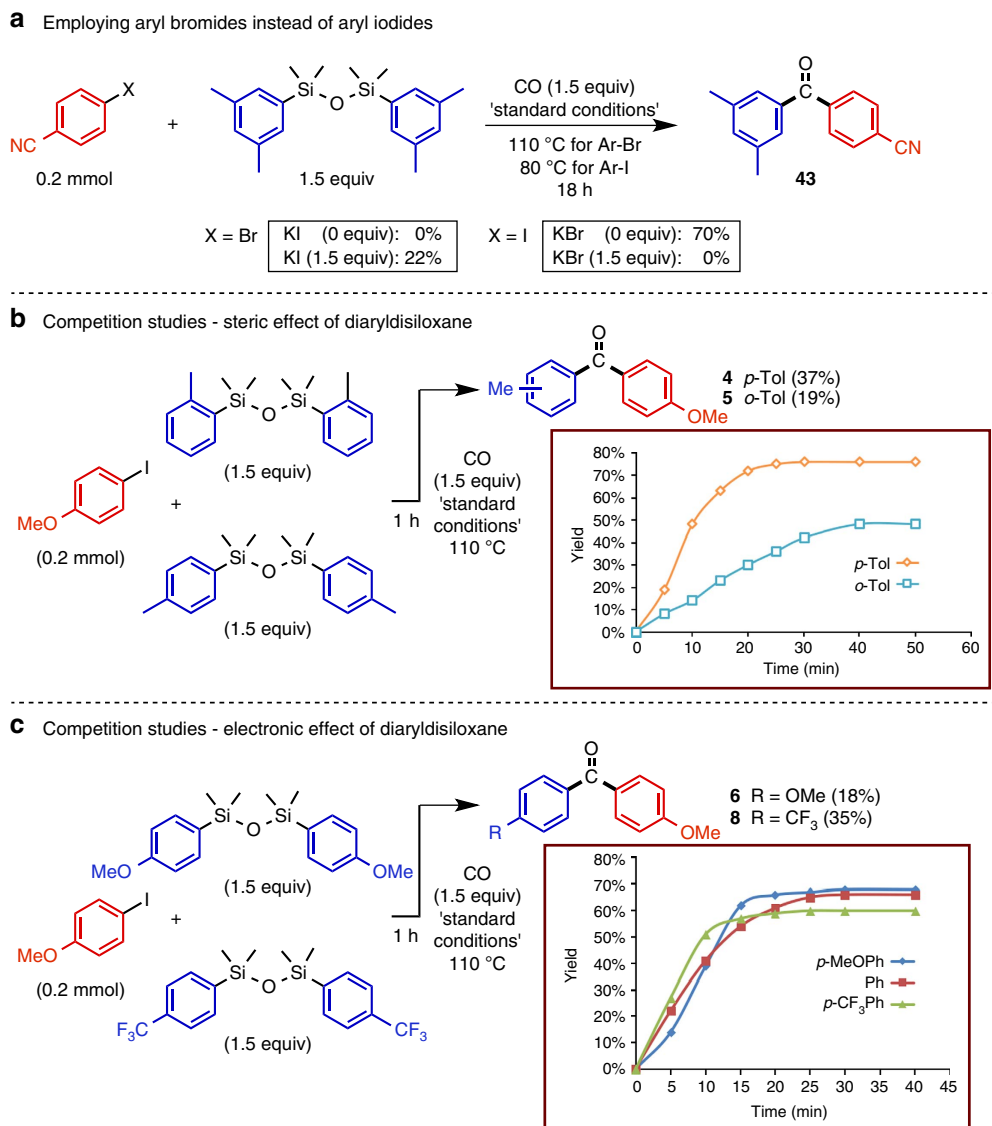 a Employing aryl bromides instead of aryl iodides
X
NC
0.2 mmol
+
Si O Si
1.5 equiv
CO (1.5 equiv)
'standard conditions'
110 °C for Ar-Br
80 °C for Ar-I
18 h
O
C
CN
43
X = Br
KI (0 equiv): 0%
KI (1.5 equiv): 22%
X = I
KBr (0 equiv): 70%
KBr (1.5 equiv): 0%
b Competition studies - steric effect of diaryldisiloxane
I
MeO
(0.2 mmol)
+
Si O Si
(1.5 equiv)
Si O Si
(1.5 equiv)
1 h
CO
(1.5 equiv)
'standard
conditions'
110 °C
O
C
Me
OMe
4 p-Tol (37%)
5 o-Tol (19%)
80%
70%
60%
50%
40%
30%
20%
10%
0%
Yield
p-Tol
o-Tol
0 10 20 30 40 50 60
Time (min)
c Competition studies - electronic effect of diaryldisiloxane
I
MeO
(0.2 mmol)
+
Si O Si
MeO OMe
(1.5 equiv)
Si O Si
F3C CF3
(1.5 equiv)
1 h
CO
(1.5 equiv)
'standard
conditions'
110 °C
O
C
R
OMe
6 R = OMe (18%)
8 R = CF3 (35%)
80%
70%
60%
50%
40%
30%
20%
10%
0%
Yield
p-MeOPh
Ph
p-CF3Ph
0 5 10 15 20 25 30 35 40 45
Time (min)